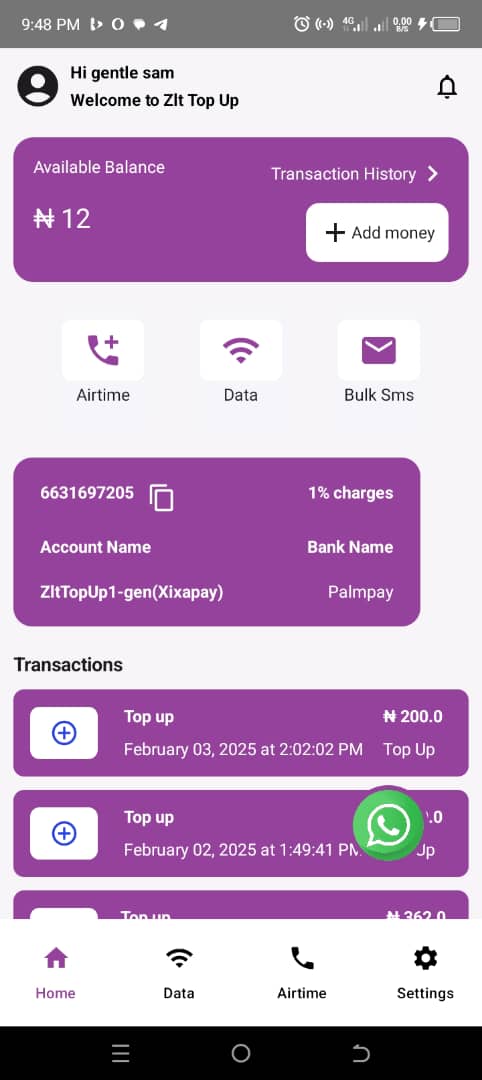 9:48 PM
4G
0.00
B/S
Hi gentle sam
Welcome to Zlt Top Up
Available Balance
Transaction History
₦ 12
Add money
Airtime
Data
Bulk Sms
6631697205
1% charges
Account Name
Bank Name
ZltTopUp1-gen(Xixapay)
Palmpay
Transactions
Top up
₦ 200.0
February 03, 2025 at 2:02:02 PM
Top Up
Top up
.0
February 02, 2025 at 1:49:41 PM
Up
Top up
₦ 362.0
Home
Data
Airtime
Settings